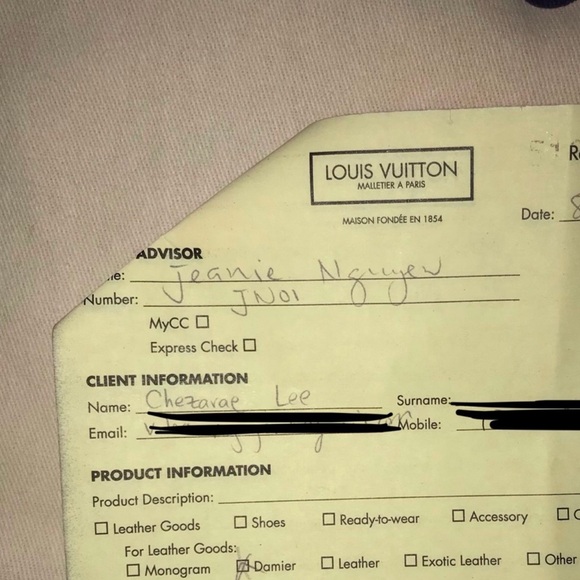 LOUIS VUITTON
MALLETIER A PARIS
MAISON FONDÉE EN 1854
Date:
ADVISOR
Jeanie Nguyen
Number: JN01
MyCC
Express Check
CLIENT INFORMATION
Name: Chezarae Lee Surname:
Email: Mobile:
PRODUCT INFORMATION
Product Description:
Leather Goods Shoes Ready-to-wear Accessory
For Leather Goods:
Monogram Damier Leather Exotic Leather Other